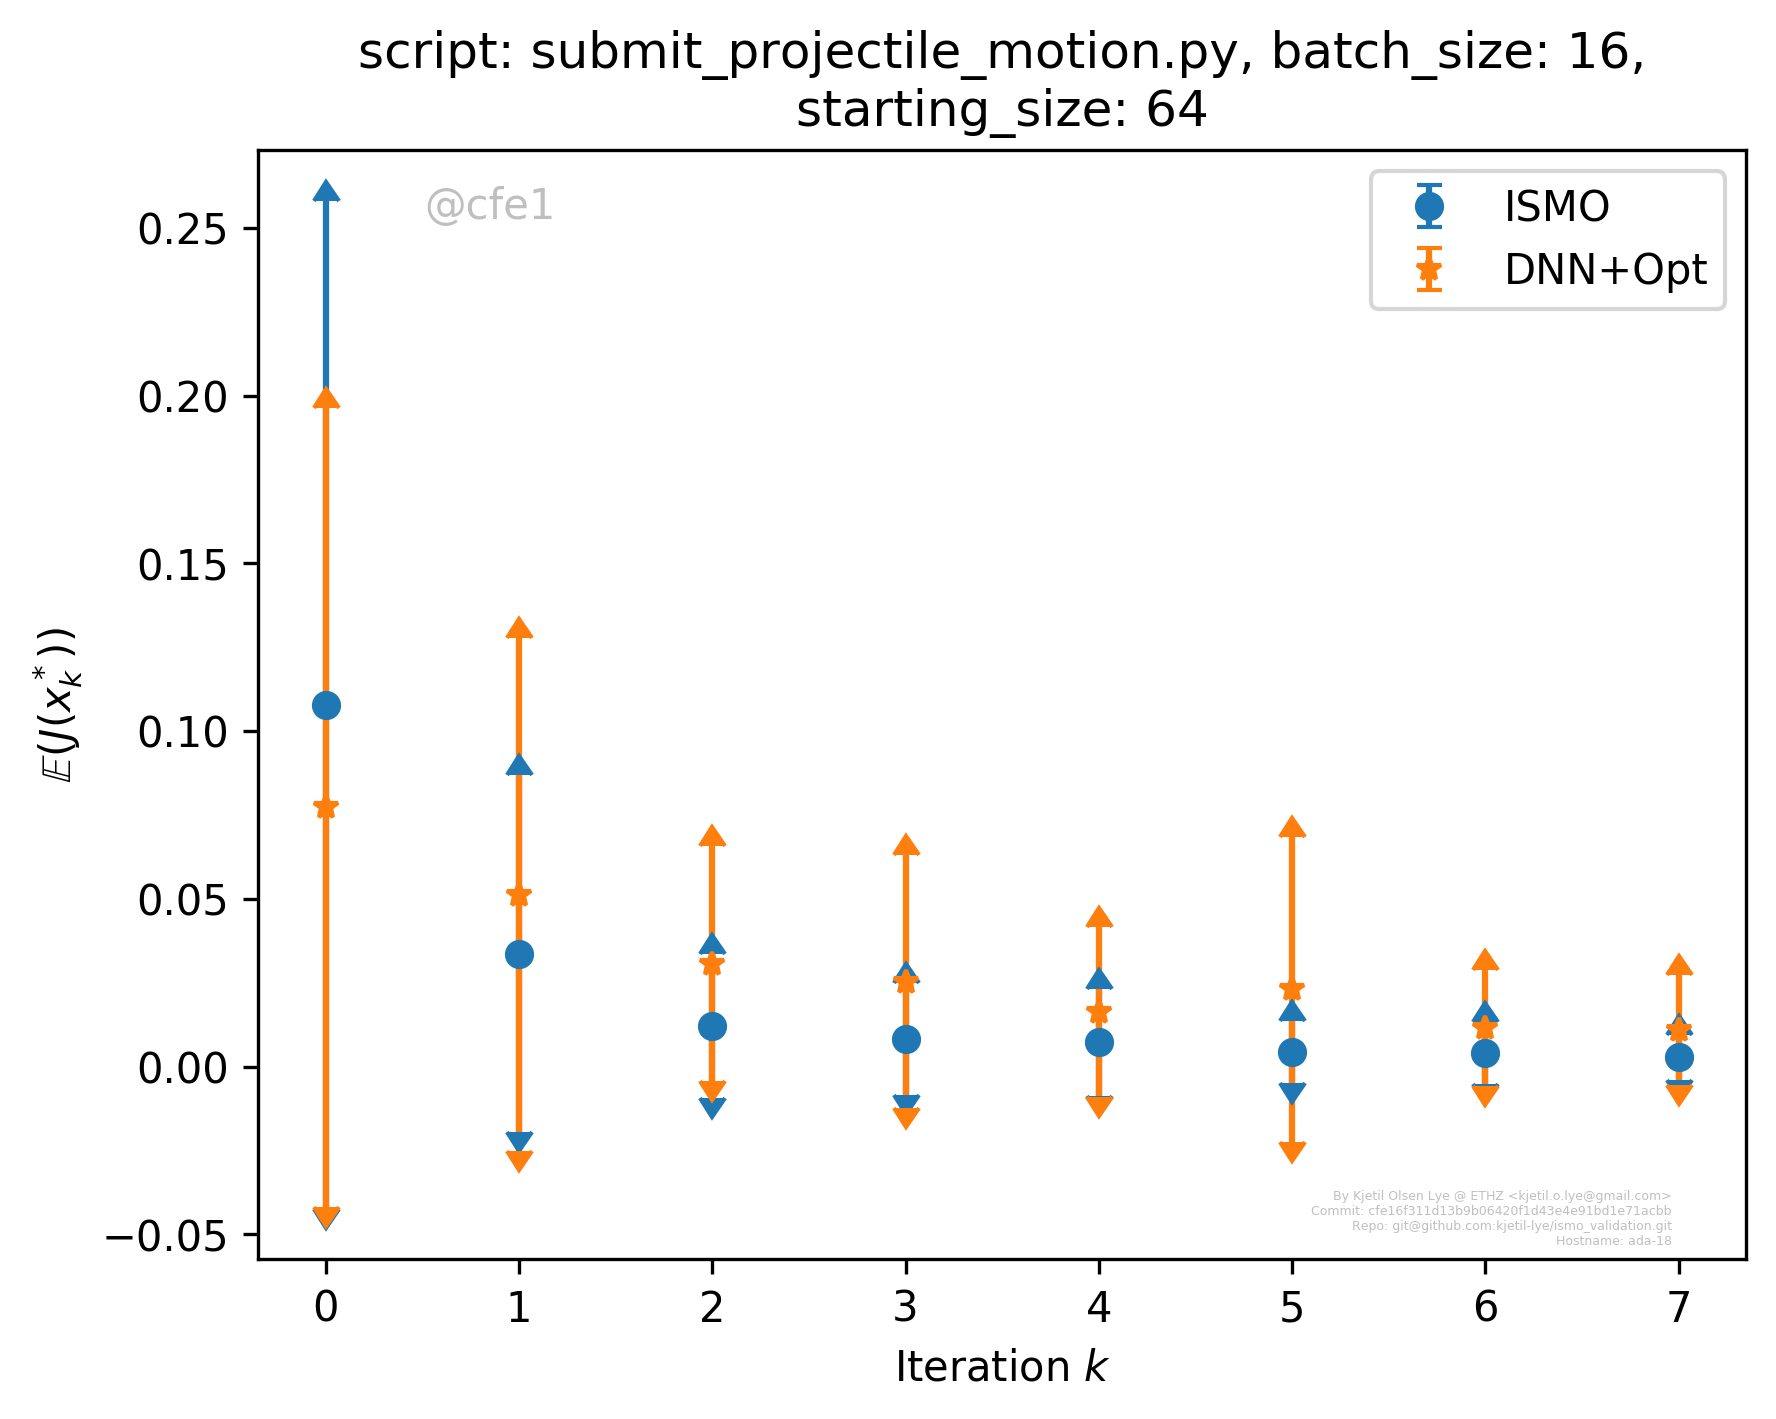 script: submit_projectile_motion.py, batch_size: 16,
starting_size: 64
@cfe1
ISMO
DNN+Opt
0.25
0.20
0.15
0.10
0.05
0.00
−0.05
𝔼(J(x*k))
0 1 2 3 4 5 6 7
Iteration k
By Kjetil Olsen Lye @ ETHZ <kjetil.o.lye@gmail.com>
Commit: cfe16f311d13b9b06420f1d43e4e91bd1e71acbb
Repo: git@github.com:kjetil-lye/ismo_validation.git
Hostname: ada-18